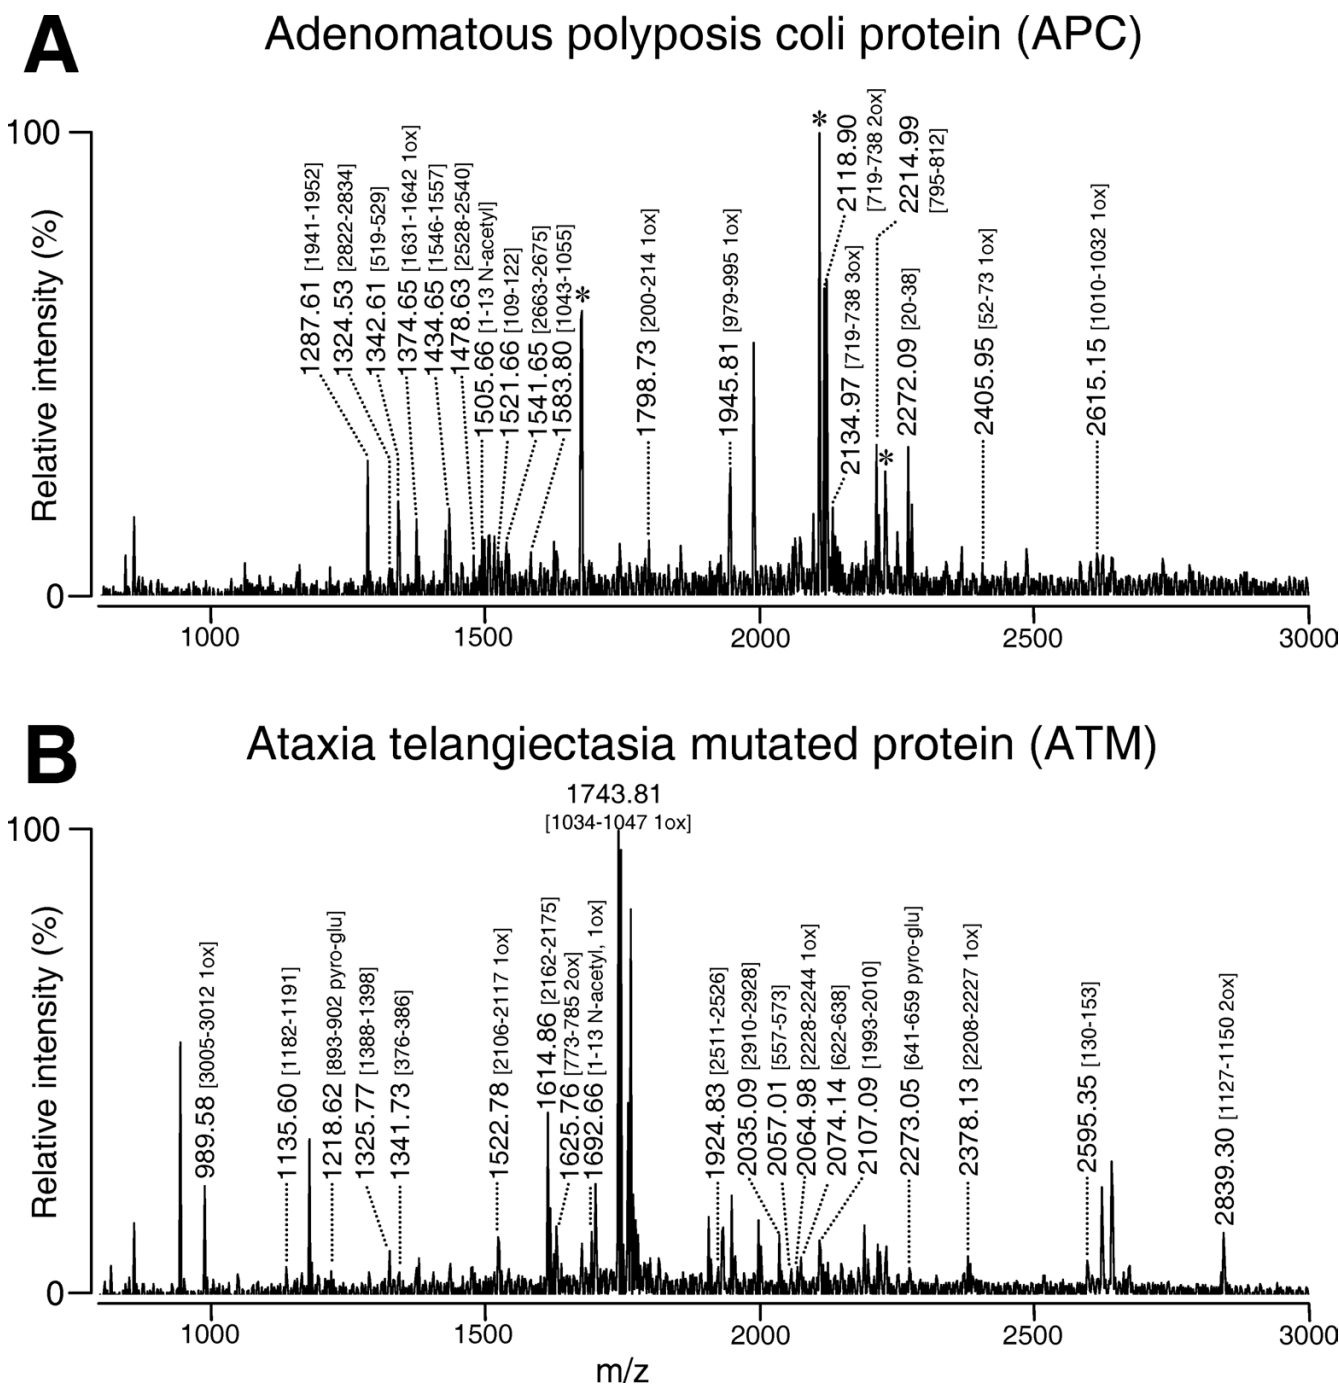 A
Adenomatous polyposis coli protein (APC)
100
Relative intensity (%)
0
1287.61 [1941-1952]
1324.53 [2822-2834]
1342.61 [519-529]
1374.65 [1631-1642 1ox]
1434.65 [1546-1557]
1478.63 [2528-2540]
1505.66 [1-13 N-acetyl]
1521.66 [109-122]
1541.65 [2663-2675]
1583.80 [1043-1055]
*
1798.73 [200-214 1ox]
1945.81 [979-995 1ox]
*
2118.90
[719-738 2ox]
2134.97 [719-738 3ox]
2214.99
[795-812]
*
2272.09 [20-38]
2405.95 [52-73 1ox]
2615.15 [1010-1032 1ox]
1000
1500
2000
2500
3000
B
Ataxia telangiectasia mutated protein (ATM)
1743.81
[1034-1047 1ox]
100
Relative intensity (%)
0
989.58 [3005-3012 1ox]
1135.60 [1182-1191]
1218.62 [893-902 pyro-glu]
1325.77 [1388-1398]
1341.73 [376-386]
1522.78 [2106-2117 1ox]
1614.86 [2162-2175]
1625.76 [773-785 2ox]
1692.66 [1-13 N-acetyl, 1ox]
1924.83 [2511-2526]
2035.09 [2910-2928]
2057.01 [557-573]
2064.98 [2228-2244 1ox]
2074.14 [622-638]
2107.09 [1993-2010]
2273.05 [641-659 pyro-glu]
2378.13 [2208-2227 1ox]
2595.35 [130-153]
2839.30 [1127-1150 2ox]
1000
1500
2000
2500
3000
m/z